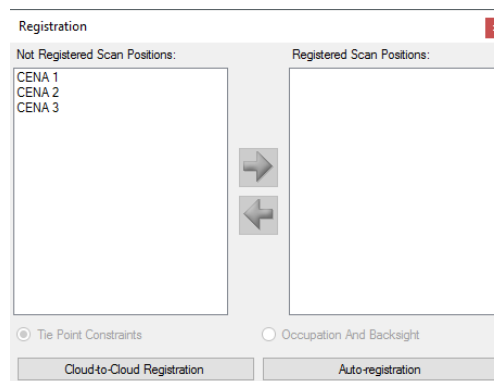 Registration
Not Registered Scan Positions:
Registered Scan Positions:
CENA 1
CENA 2
CENA 3
Tie Point Constraints
Occupation And Backsight
Cloud-to-Cloud Registration
Auto-registration